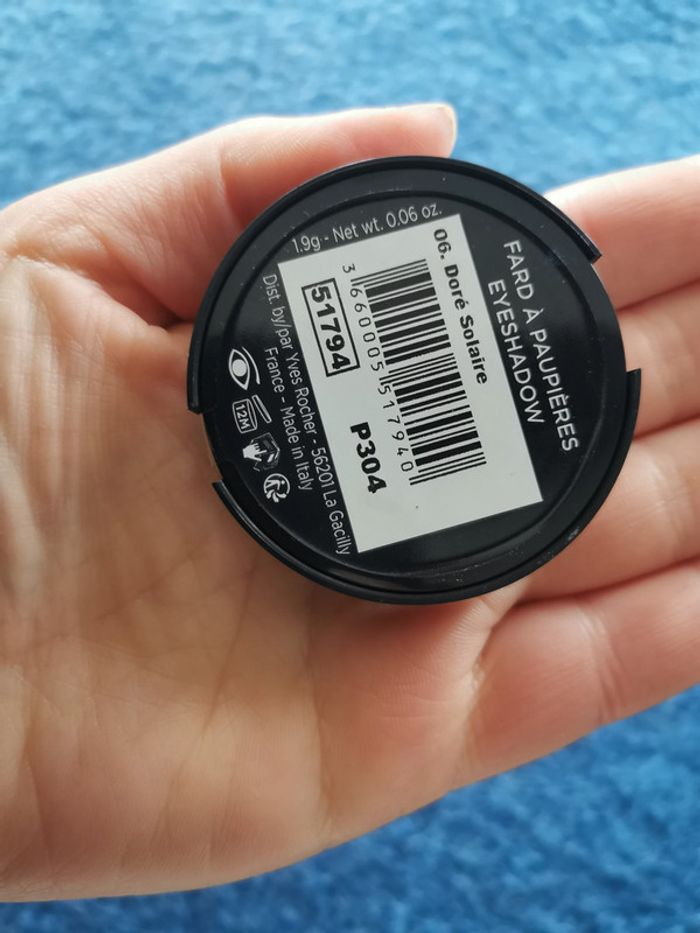 FARD À PAUPIÈRES
EYESHADOW
06. Doré Solaire
3 660005 517940
51794
P304
1.9g - Net wt. 0.06 oz.
Dist. by/par Yves Rocher - 56201 La Gacilly
France - Made in Italy
12M